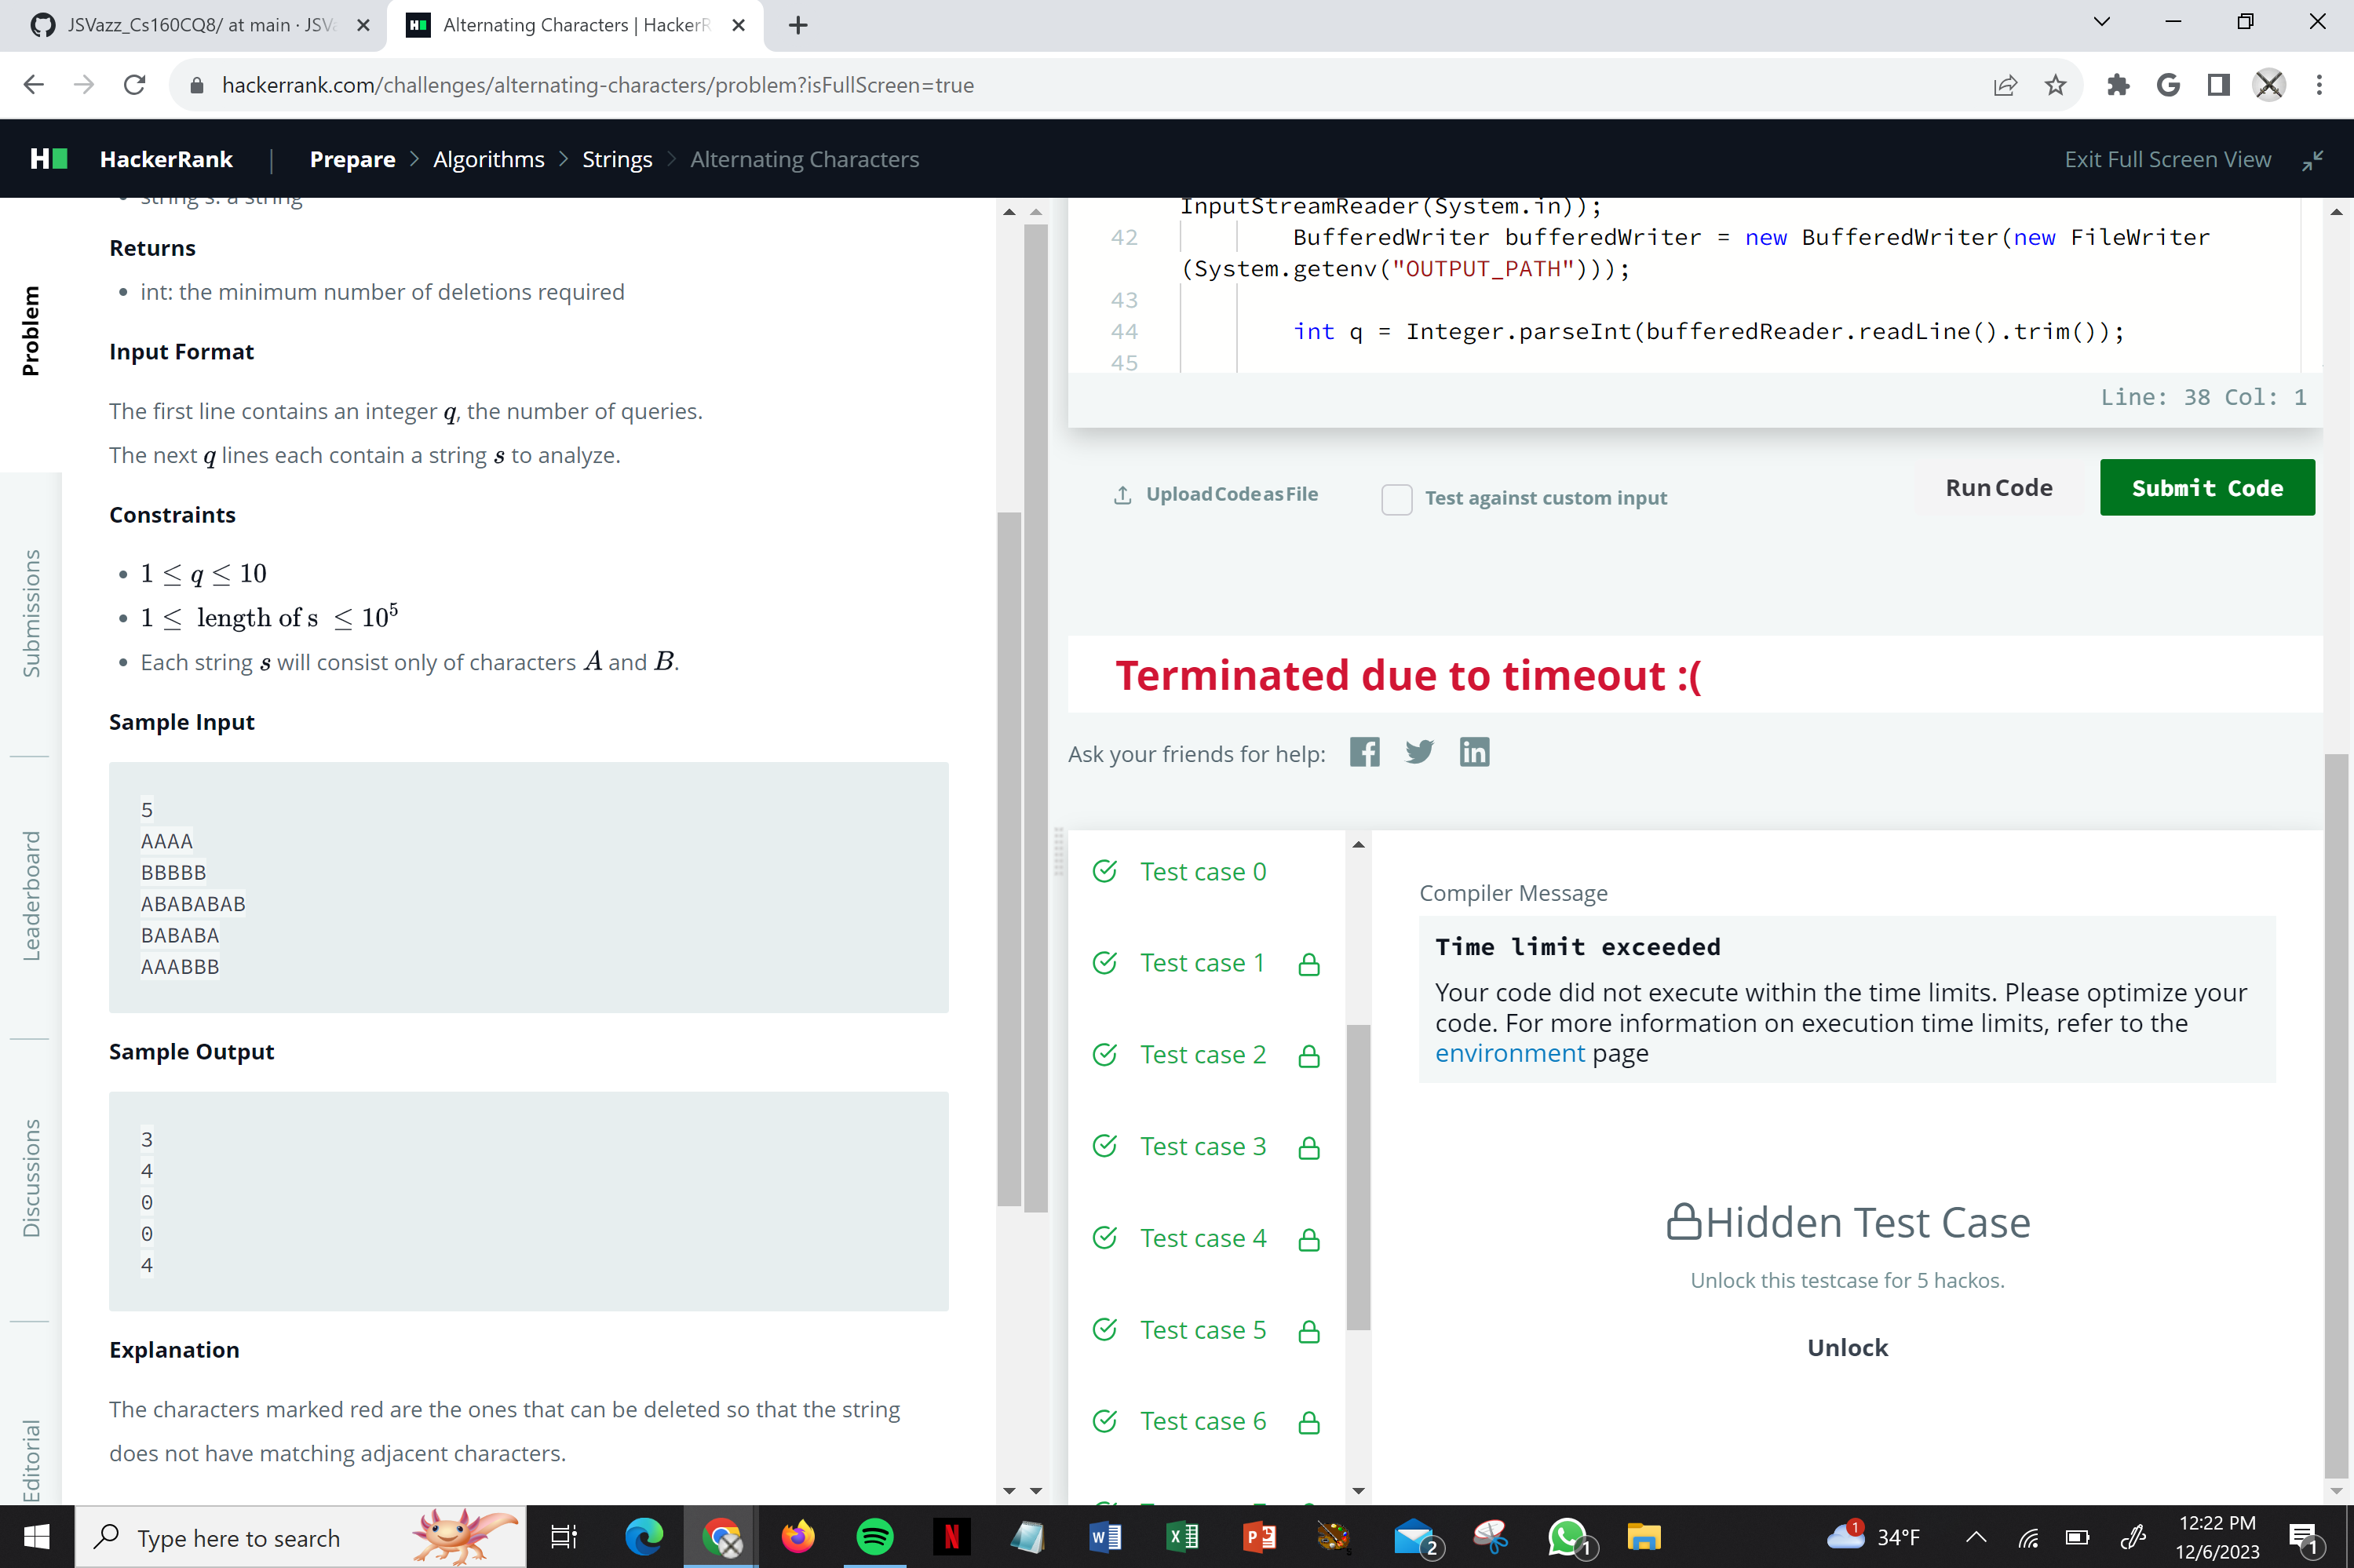 JSVazz_Cs160CQ8/ at main · JSVa
Alternating Characters | HackerR
hackerrank.com/challenges/alternating-characters/problem?isFullScreen=true
HackerRank | Prepare > Algorithms > Strings > Alternating Characters
Exit Full Screen View
Problem
Submissions
Leaderboard
Discussions
Editorial
string s: a string
Returns
int: the minimum number of deletions required
Input Format
The first line contains an integer q, the number of queries.
The next q lines each contain a string s to analyze.
Constraints
1 ≤ q ≤ 10
1 ≤ length of s ≤ 10⁵
Each string s will consist only of characters A and B.
Sample Input
5
AAAA
BBBBB
ABABABAB
BABABA
AAABBB
Sample Output
3
4
0
0
4
Explanation
The characters marked red are the ones that can be deleted so that the string
does not have matching adjacent characters.
InputStreamReader(System.in));
42 BufferedWriter bufferedWriter = new BufferedWriter(new FileWriter
(System.getenv("OUTPUT_PATH")));
43
44 int q = Integer.parseInt(bufferedReader.readLine().trim());
45
Line: 38 Col: 1
Upload Code as File
Test against custom input
Run Code
Submit Code
Terminated due to timeout :(
Ask your friends for help:
Test case 0
Test case 1
Test case 2
Test case 3
Test case 4
Test case 5
Test case 6
Compiler Message
Time limit exceeded
Your code did not execute within the time limits. Please optimize your
code. For more information on execution time limits, refer to the
environment page
Hidden Test Case
Unlock this testcase for 5 hackos.
Unlock
Type here to search
2
1
1
34°F
12:22 PM
12/6/2023
1